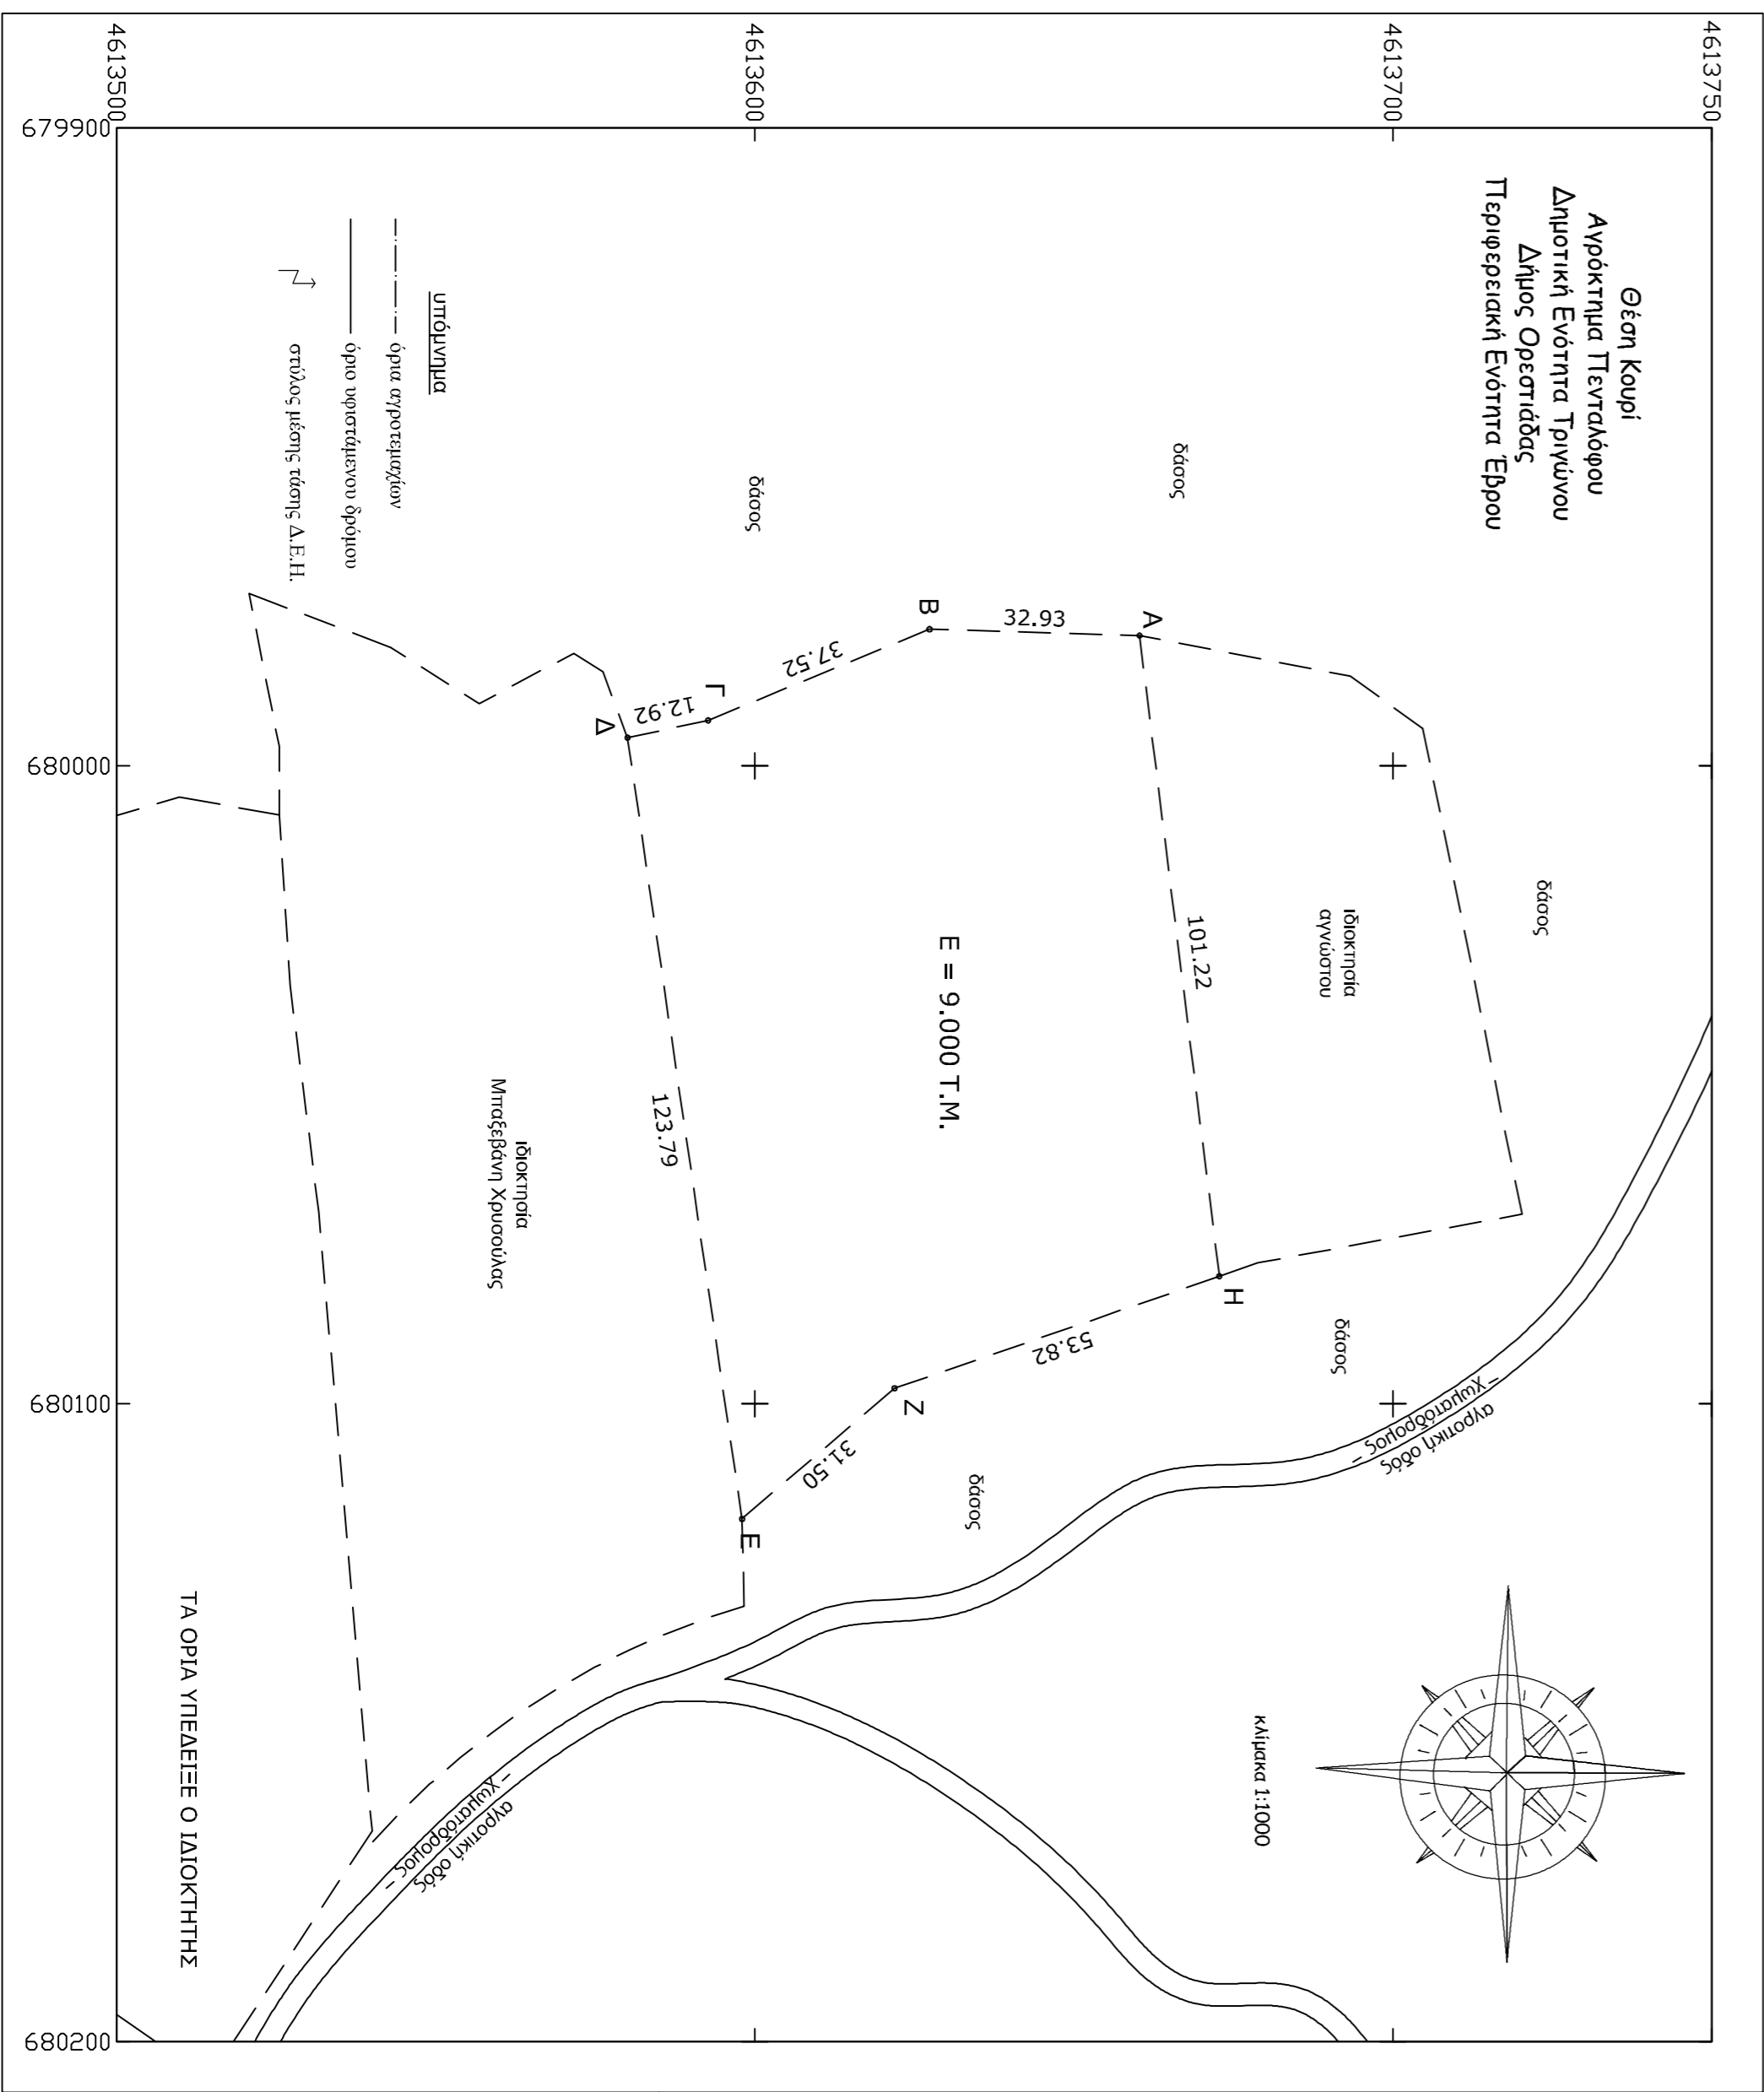 Θέση Κουρί
Αγρόκτημα Πενταλόφου
Δημοτική Ενότητα Τριγώνου
Δήμος Ορεστιάδας
Περιφερειακή Ενότητα Έβρου
4613750
4613700
4613600
4613500
679900
680000
680100
680200
δάσος
δάσος
δάσος
δάσος
δάσος
ιδιοκτησία
αγνώστου
Α
Β
Γ
Δ
Ε
Ζ
Η
32.93
37.52
12.92
123.79
31.50
53.82
101.22
Ε = 9.000 Τ.Μ.
ιδιοκτησία
Μπαξεβάνη Χρυσούλας
αγροτική οδός
- Χωματόδρομος -
αγροτική οδός
- Χωματόδρομος -
κλίμακα 1:1000
υπόμνημα
όρια αγροτεμαχίων
όριο υφιστάμενου δρόμου
στύλος μέσης τάσης Δ.Ε.Η.
ΤΑ ΟΡΙΑ ΥΠΕΔΕΙΞΕ Ο ΙΔΙΟΚΤΗΤΗΣ